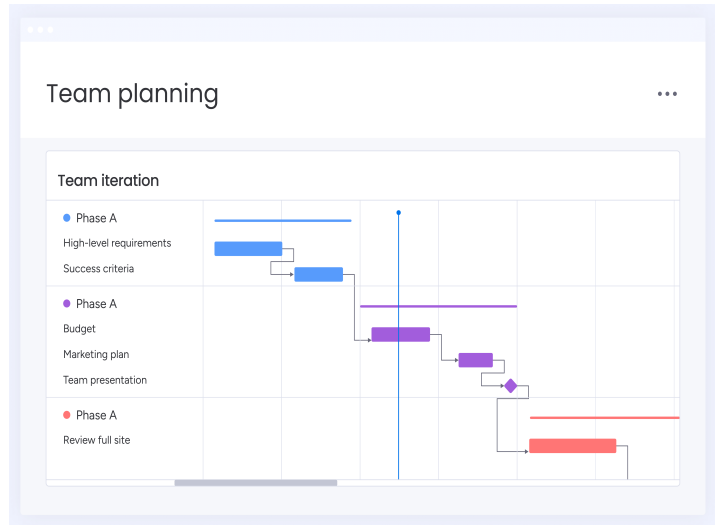 Team planning
Team iteration
Phase A
High-level requirements
Success criteria
Phase A
Budget
Marketing plan
Team presentation
Phase A
Review full site